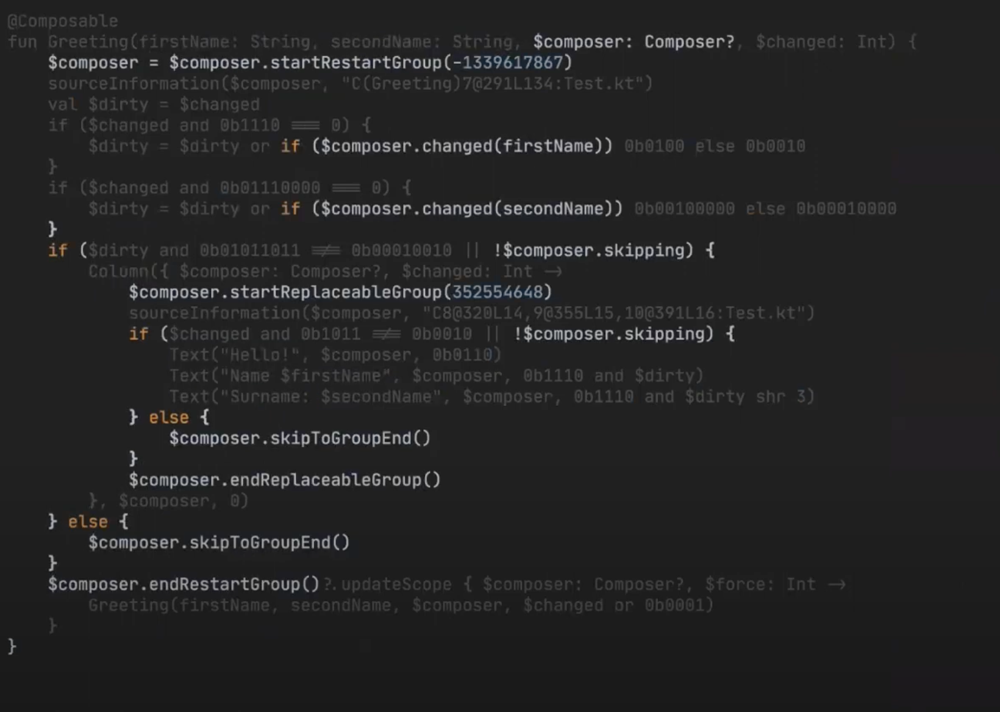 @Composable
fun Greeting(firstName: String, secondName: String, $composer: Composer?, $changed: Int) {
    $composer = $composer.startRestartGroup(-1339617867)
    sourceInformation($composer, "C(Greeting)7@291L134:Test.kt")
    val $dirty = $changed
    if ($changed and 0b1110 === 0) {
        $dirty = $dirty or if ($composer.changed(firstName)) 0b0100 else 0b0010
    }
    if ($changed and 0b01110000 === 0) {
        $dirty = $dirty or if ($composer.changed(secondName)) 0b00100000 else 0b00010000
    }
    if ($dirty and 0b01011011 !== 0b00010010 || !$composer.skipping) {
        Column({ $composer: Composer?, $changed: Int ->
            $composer.startReplaceableGroup(352554648)
            sourceInformation($composer, "C8@320L14,9@355L15,10@391L16:Test.kt")
            if ($changed and 0b1011 !== 0b0010 || !$composer.skipping) {
                Text("Hello!", $composer, 0b0110)
                Text("Name $firstName", $composer, 0b1110 and $dirty)
                Text("Surname: $secondName", $composer, 0b1110 and $dirty shr 3)
            } else {
                $composer.skipToGroupEnd()
            }
            $composer.endReplaceableGroup()
        }, $composer, 0)
    } else {
        $composer.skipToGroupEnd()
    }
    $composer.endRestartGroup()?.updateScope { $composer: Composer?, $force: Int ->
        Greeting(firstName, secondName, $composer, $changed or 0b0001)
    }
}